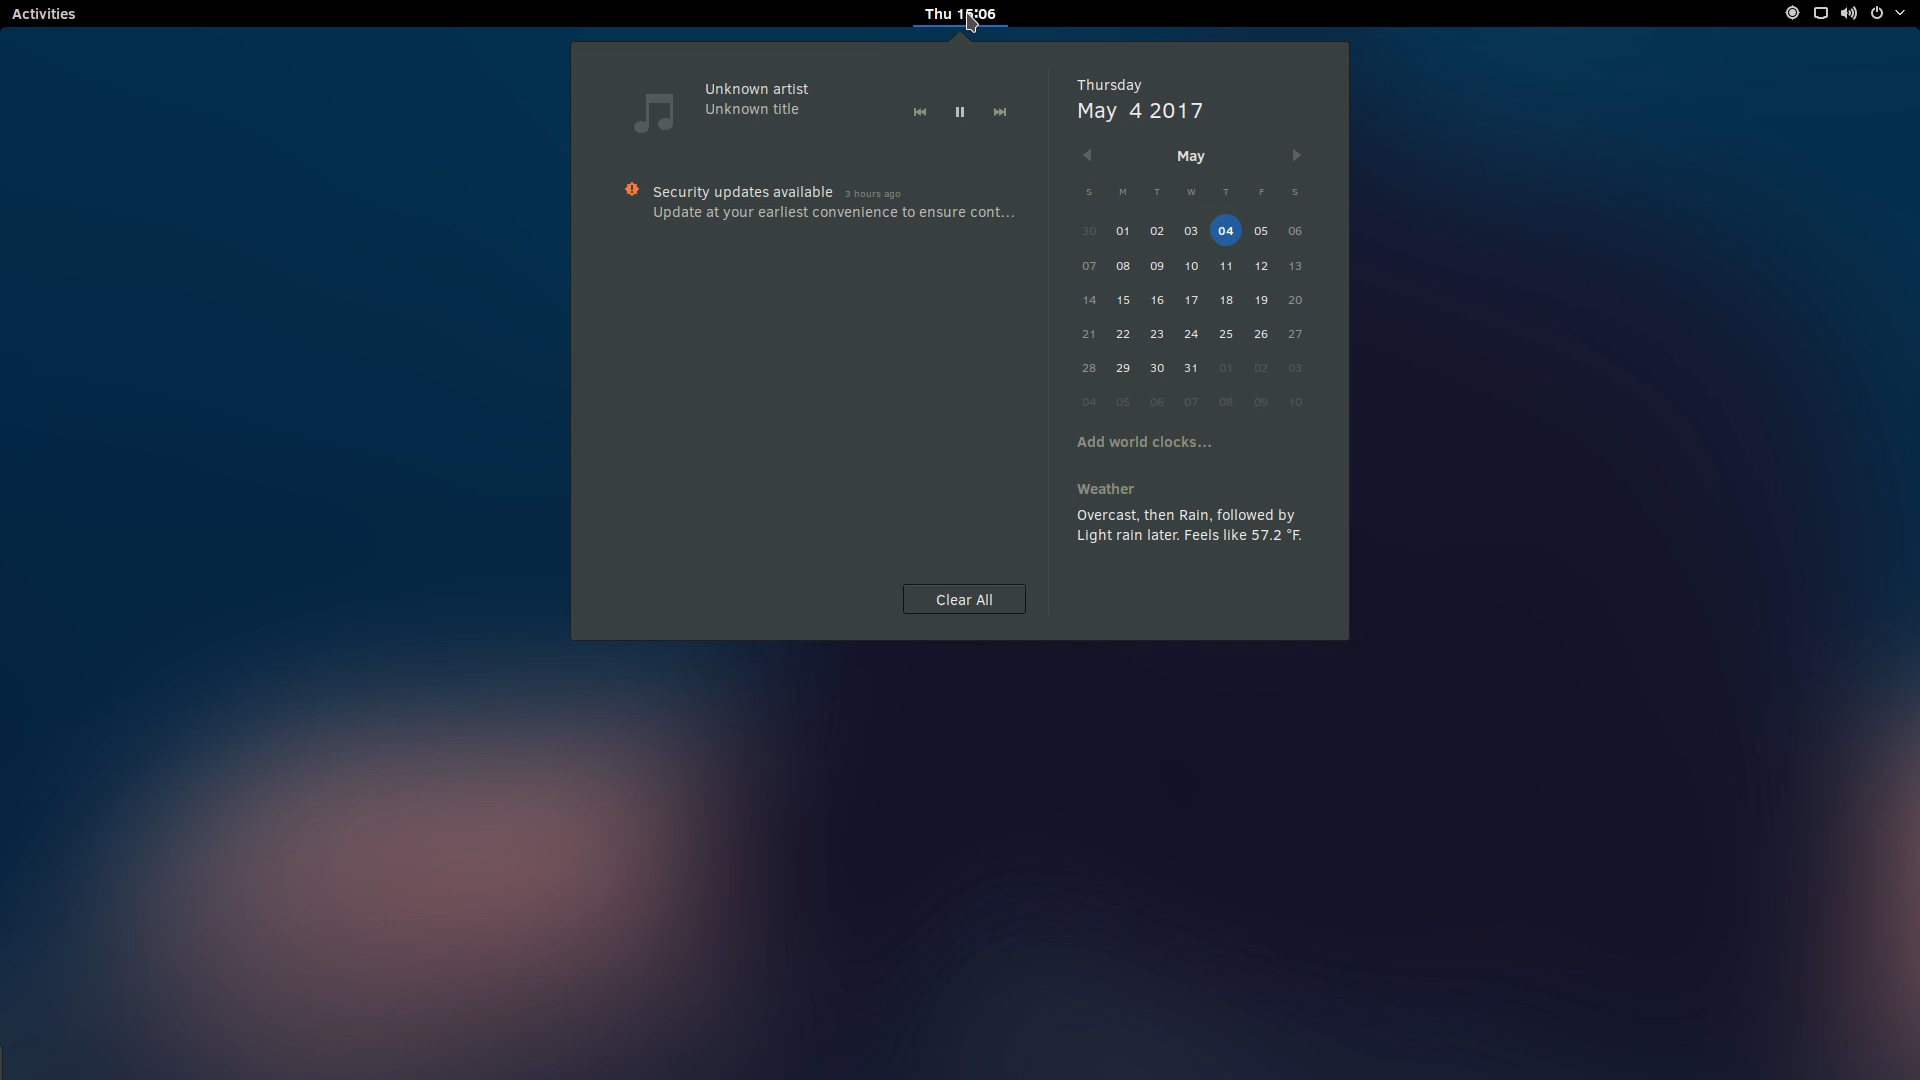 Activities
Thu 15:06
Unknown artist
Unknown title
Security updates available 3 hours ago
Update at your earliest convenience to ensure cont…
Clear All
Thursday
May 4 2017
May
S M T W T F S
30 01 02 03 04 05 06
07 08 09 10 11 12 13
14 15 16 17 18 19 20
21 22 23 24 25 26 27
28 29 30 31 01 02 03
04 05 06 07 08 09 10
Add world clocks…
Weather
Overcast, then Rain, followed by
Light rain later. Feels like 57.2 °F.